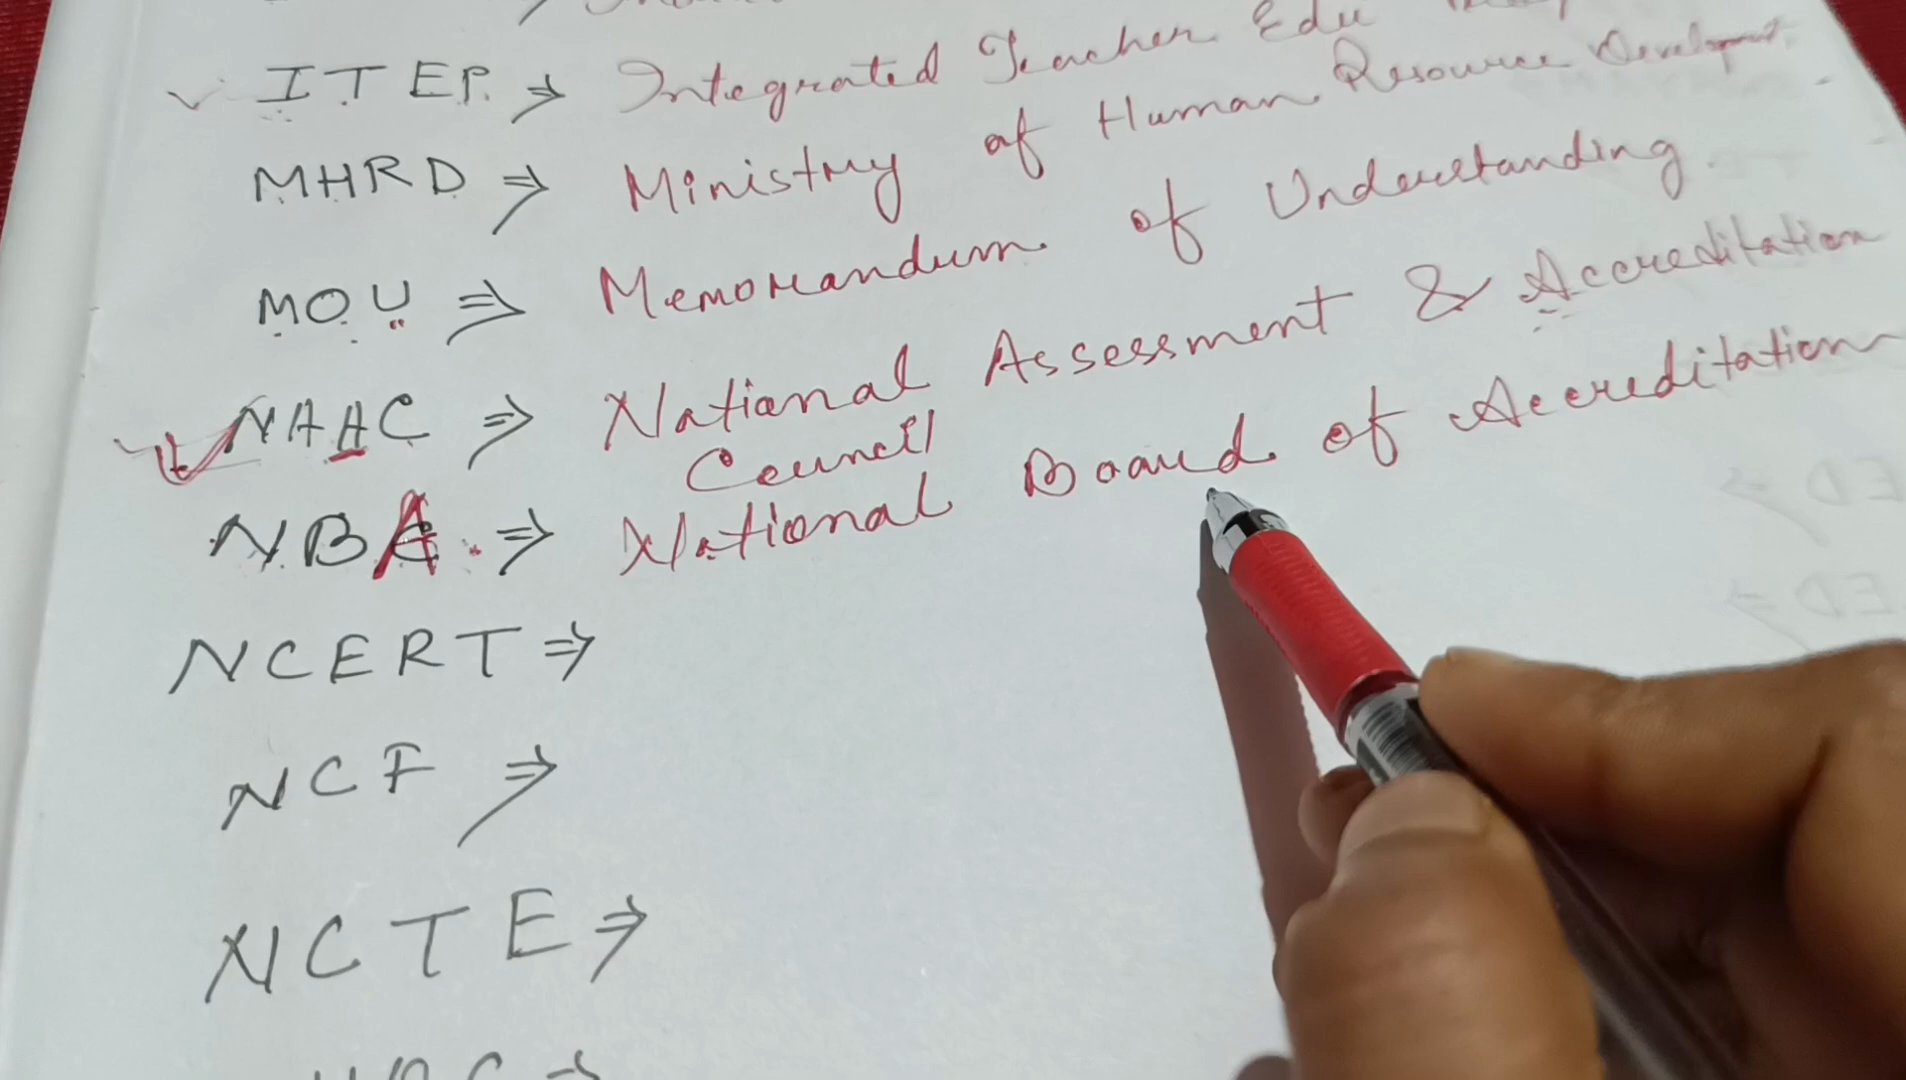 ITEP. ⇒ Integrated Teacher Edu
MHRD ⇒ Ministry of Human Resource Development
MOU ⇒ Memorandum of Understanding
NAAC ⇒ National Assessment & Accreditation
Council
NBA. ⇒ National Board of Accreditation
NCERT ⇒
NCF ⇒
NCTE ⇒